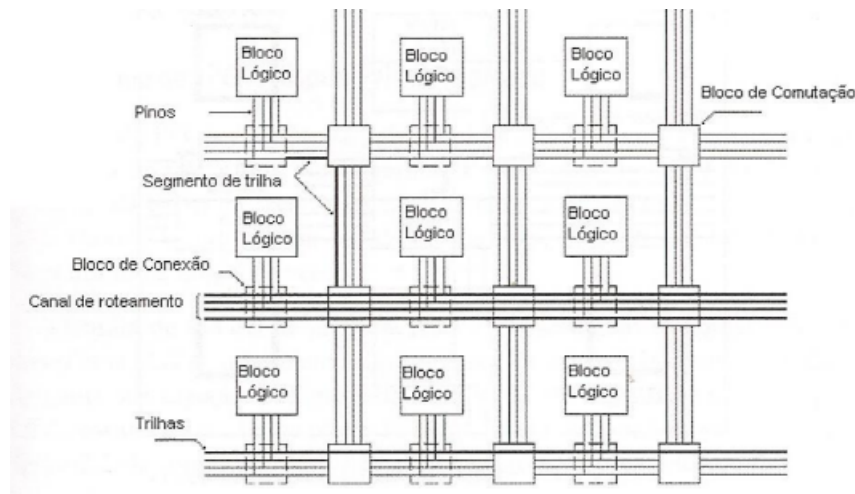 Bloco
Lógico
Bloco
Lógico
Bloco
Lógico
Bloco de Comutação
Pinos
Segmento de trilha
Bloco
Lógico
Bloco
Lógico
Bloco
Lógico
Bloco de Conexão
Canal de roteamento
Bloco
Lógico
Bloco
Lógico
Bloco
Lógico
Trilhas